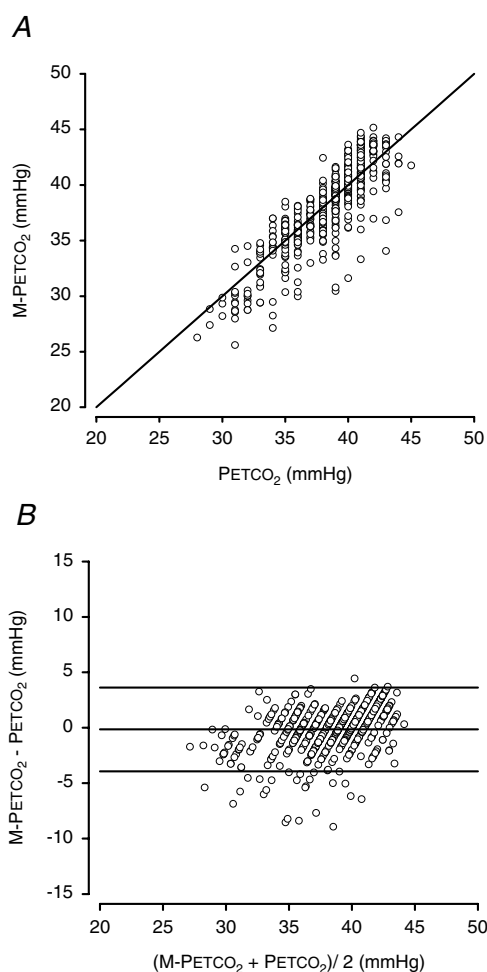 A
50
45
40
35
30
25
20
M-PETCO₂ (mmHg)
20 25 30 35 40 45 50
PETCO₂ (mmHg)
B
15
10
5
0
-5
-10
-15
M-PETCO₂ - PETCO₂ (mmHg)
20 25 30 35 40 45 50
(M-PETCO₂ + PETCO₂)/ 2 (mmHg)